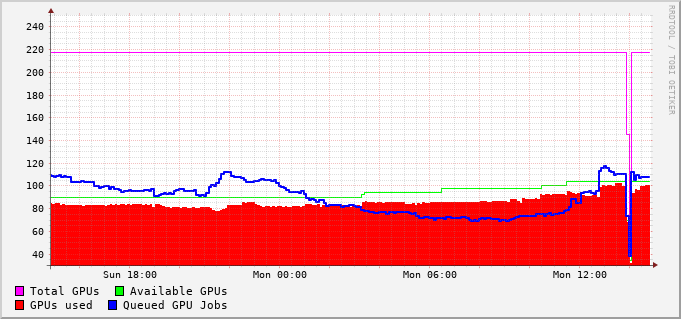 RRDTOOL / TOBI OETIKER
240
220
200
180
160
140
120
100
80
60
40
Sun 18:00 Mon 00:00 Mon 06:00 Mon 12:00
Total GPUs Available GPUs
GPUs used Queued GPU Jobs